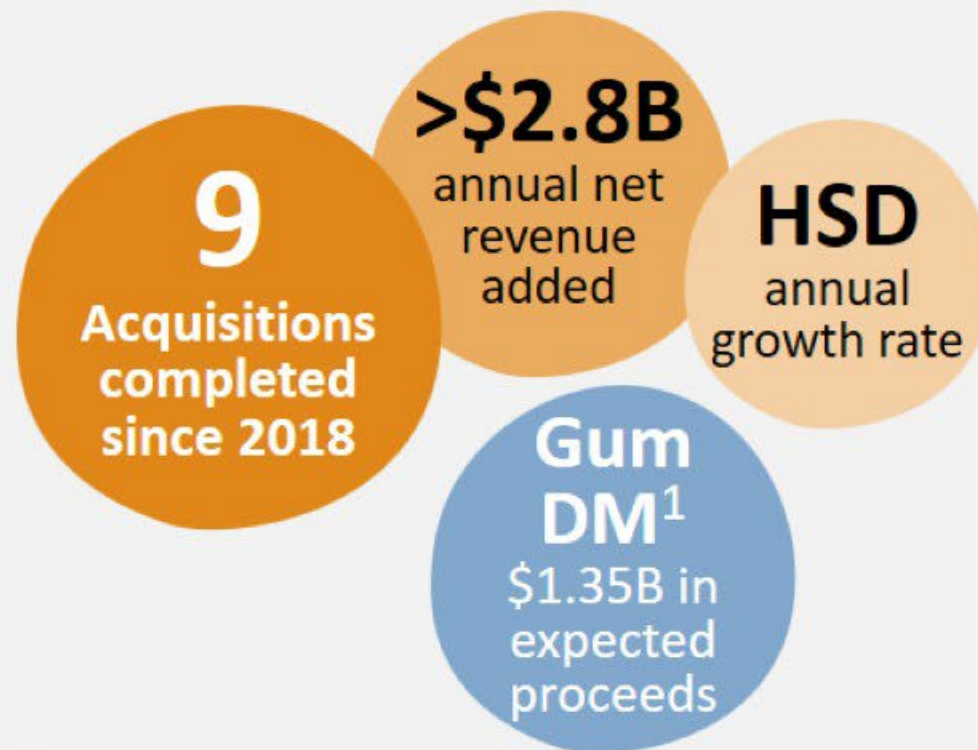 9
Acquisitions
completed
since 2018
>$2.8B
annual net
revenue
added
HSD
annual
growth rate
Gum
DM¹
$1.35B in
expected
proceeds